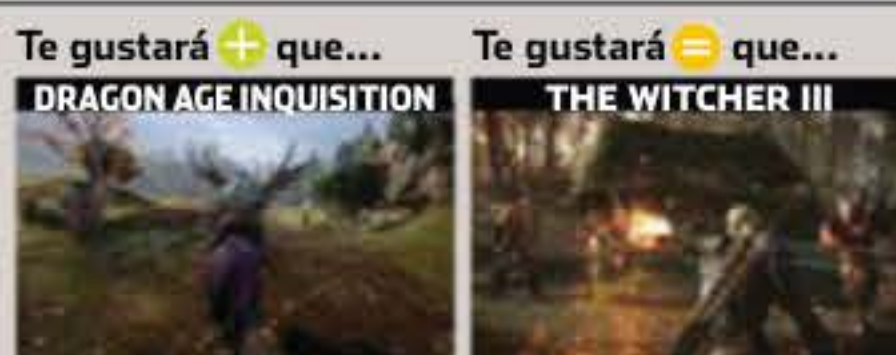 Te gustará + que...
DRAGON AGE INQUISITION
Te gustará = que...
THE WITCHER III